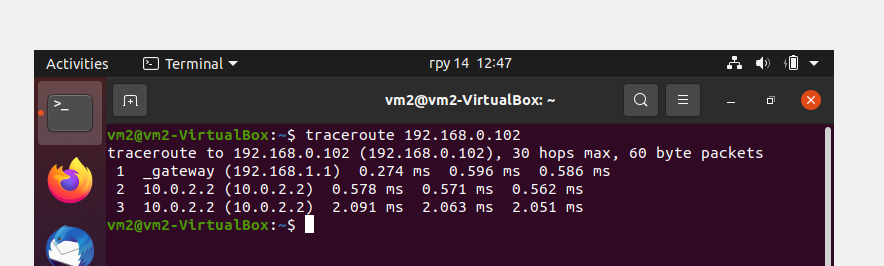 Activities Terminal гру 14 12:47
vm2@vm2-VirtualBox: ~
>_
vm2@vm2-VirtualBox:~$ traceroute 192.168.0.102
traceroute to 192.168.0.102 (192.168.0.102), 30 hops max, 60 byte packets
1 _gateway (192.168.1.1) 0.274 ms 0.596 ms 0.586 ms
2 10.0.2.2 (10.0.2.2) 0.578 ms 0.571 ms 0.562 ms
3 10.0.2.2 (10.0.2.2) 2.091 ms 2.063 ms 2.051 ms
vm2@vm2-VirtualBox:~$